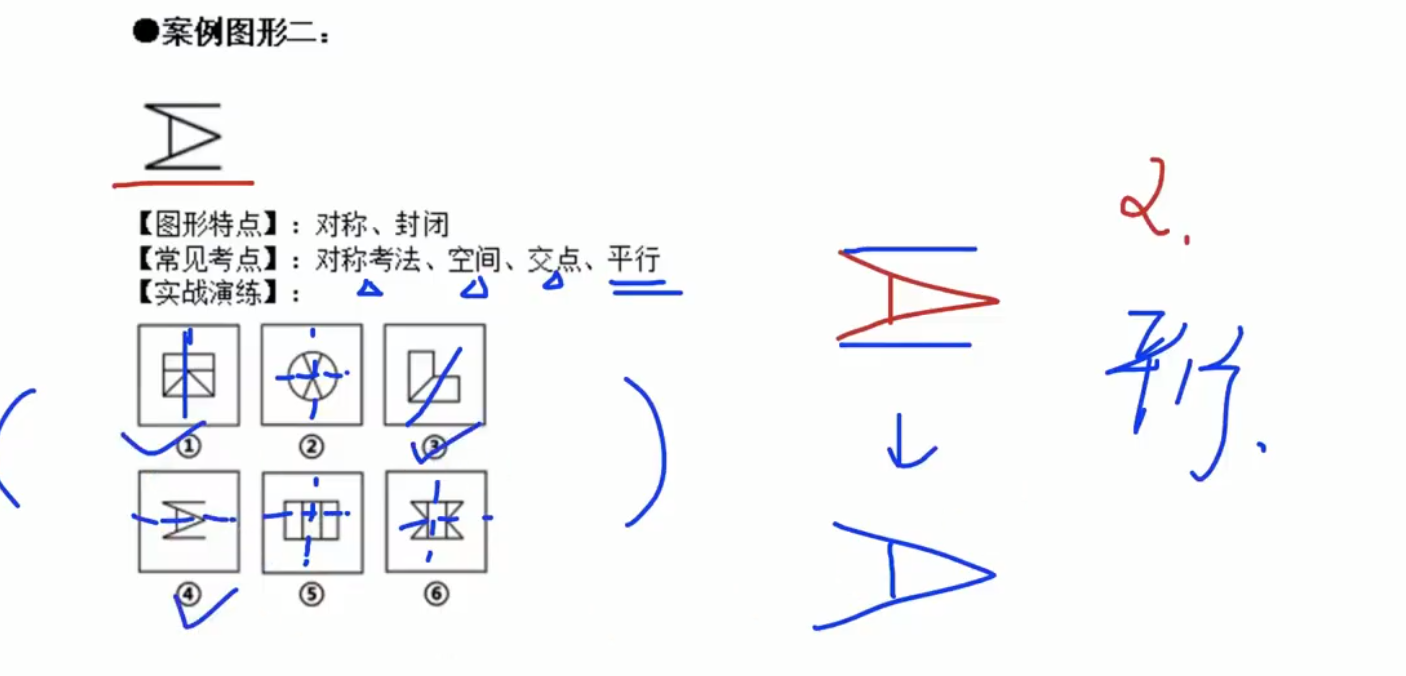 ●案例图形二：
【图形特点】：对称、封闭
【常见考点】：对称考法、空间、交点、平行
【实战演练】：
① ② ③
④ ⑤ ⑥
2.
平行.